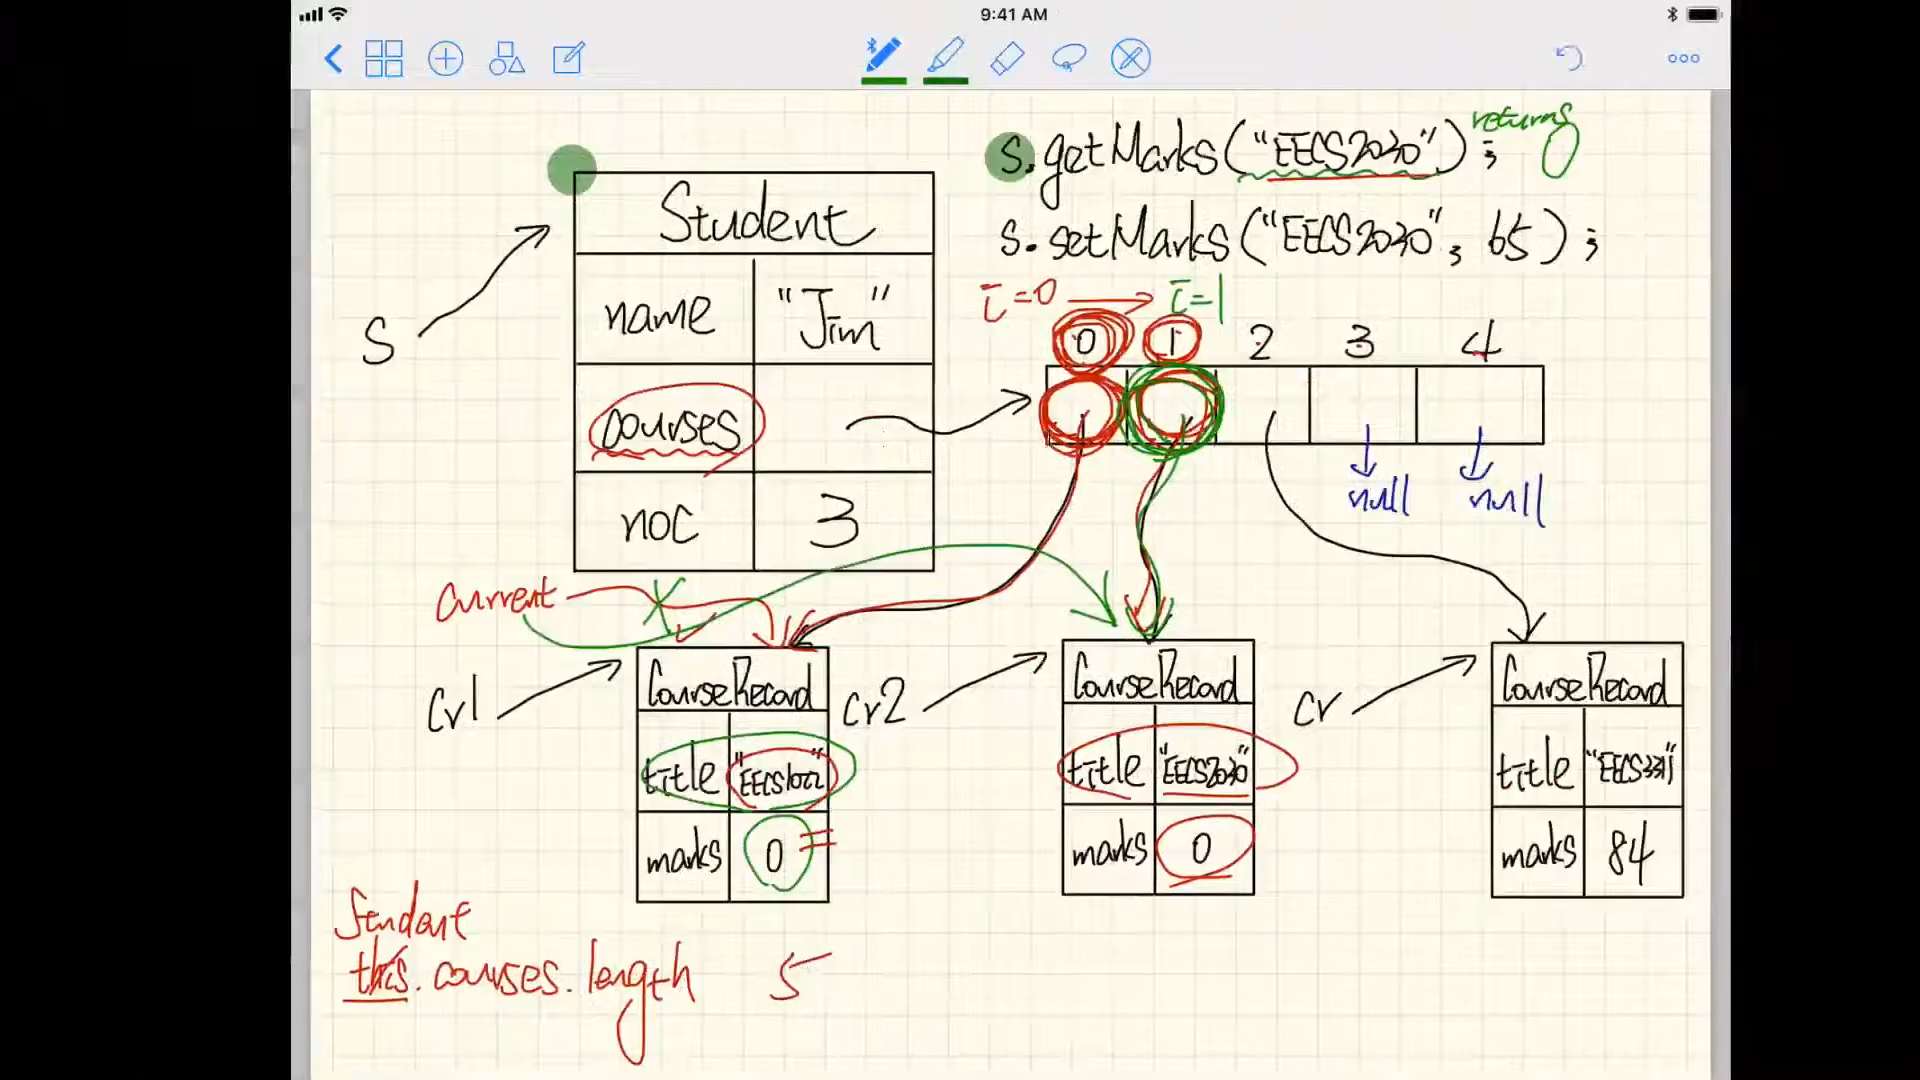 9:41 AM
s.getMarks("EECS2030"); returns 0
s.setMarks("EECS2030", 65);
Student
name "Jim"
courses
noc 3
s
i=0 i=1
0 1 2 3 4
null null
current
cr1
CourseRecord
title "EECS1022"
marks 0
cr2
CourseRecord
title "EECS2030"
marks 0
cr
CourseRecord
title "EECS3311"
marks 84
Student
this.courses.length 5